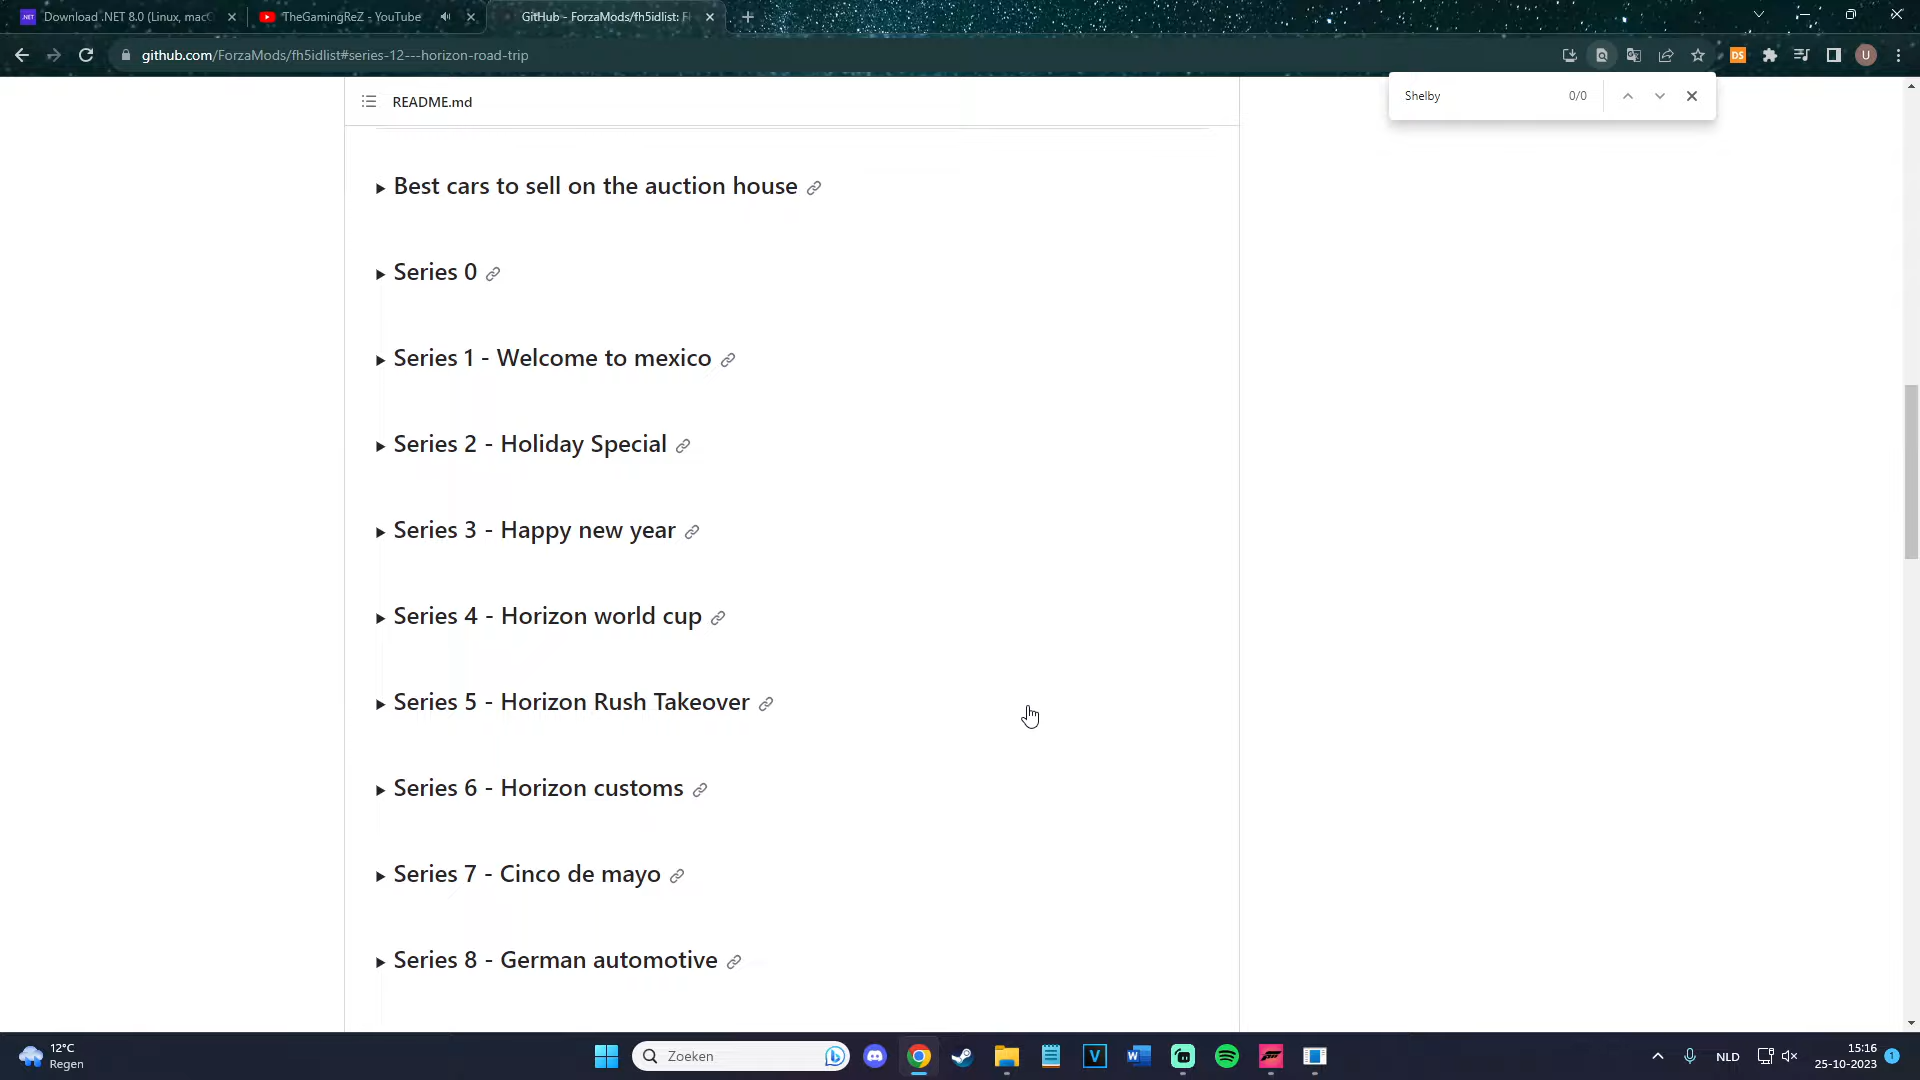 Download .NET 8.0 (Linux, mac
TheGamingReZ - YouTube
GitHub - ForzaMods/fh5idlist: F
github.com/ForzaMods/fh5idlist#series-12---horizon-road-trip
DS
U
Shelby
0/0
README.md
Best cars to sell on the auction house
Series 0
Series 1 - Welcome to mexico
Series 2 - Holiday Special
Series 3 - Happy new year
Series 4 - Horizon world cup
Series 5 - Horizon Rush Takeover
Series 6 - Horizon customs
Series 7 - Cinco de mayo
Series 8 - German automotive
12°C
Regen
Zoeken
V
NLD
15:16
25-10-2023
1